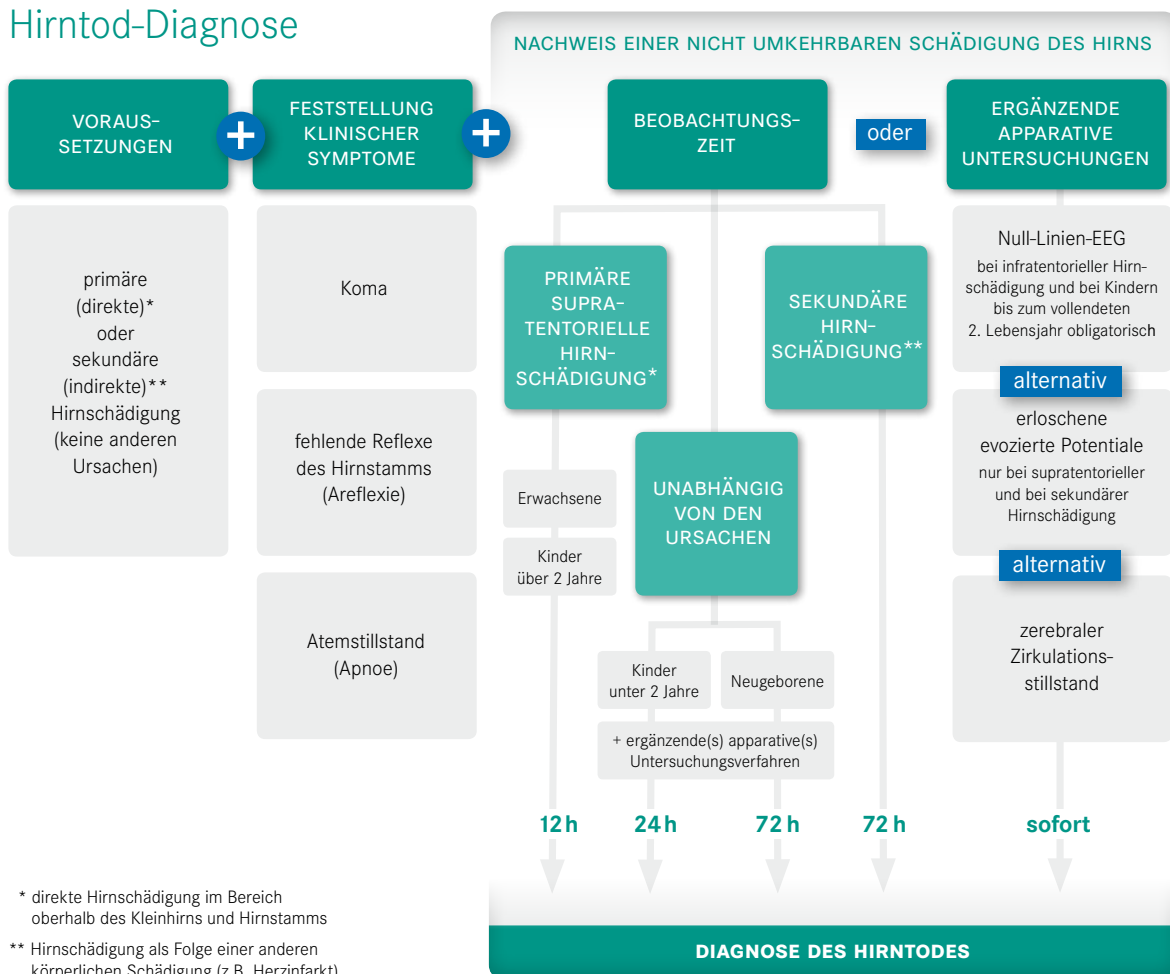 Hirntod-Diagnose
NACHWEIS EINER NICHT UMKEHRBAREN SCHÄDIGUNG DES HIRNS
VORAUS-
SETZUNGEN
+
FESTSTELLUNG
KLINISCHER
SYMPTOME
+
BEOBACHTUNGS-
ZEIT
oder
ERGÄNZENDE
APPARATIVE
UNTERSUCHUNGEN
primäre
(direkte)*
oder
sekundäre
(indirekte)**
Hirnschädigung
(keine anderen
Ursachen)
Koma
fehlende Reflexe
des Hirnstamms
(Areflexie)
Atemstillstand
(Apnoe)
PRIMÄRE
SUPRA-
TENTORIELLE
HIRN-
SCHÄDIGUNG*
Erwachsene
Kinder
über 2 Jahre
UNABHÄNGIG
VON DEN
URSACHEN
Kinder
unter 2 Jahre
Neugeborene
+ ergänzende(s) apparative(s)
Untersuchungsverfahren
SEKUNDÄRE
HIRN-
SCHÄDIGUNG**
Null-Linien-EEG
bei infratentorieller Hirn-
schädigung und bei Kindern
bis zum vollendeten
2. Lebensjahr obligatorisch
alternativ
erloschene
evozierte Potentiale
nur bei supratentorieller
und bei sekundärer
Hirnschädigung
alternativ
zerebraler
Zirkulations-
stillstand
12 h
24 h
72 h
72 h
sofort
DIAGNOSE DES HIRNTODES
* direkte Hirnschädigung im Bereich
oberhalb des Kleinhirns und Hirnstamms
** Hirnschädigung als Folge einer anderen
körperlichen Schädigung (z.B. Herzinfarkt)